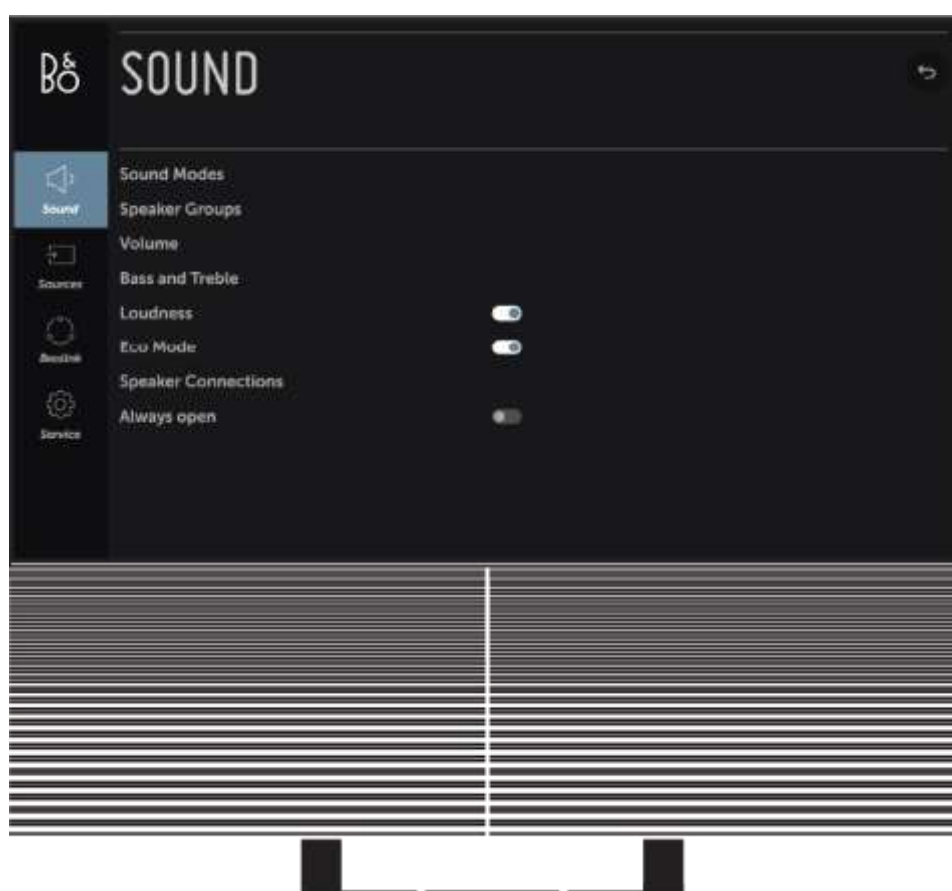 B&O
SOUND
Sound
Sources
Beolink
Service
Sound Modes
Speaker Groups
Volume
Bass and Treble
Loudness
Eco Mode
Speaker Connections
Always open